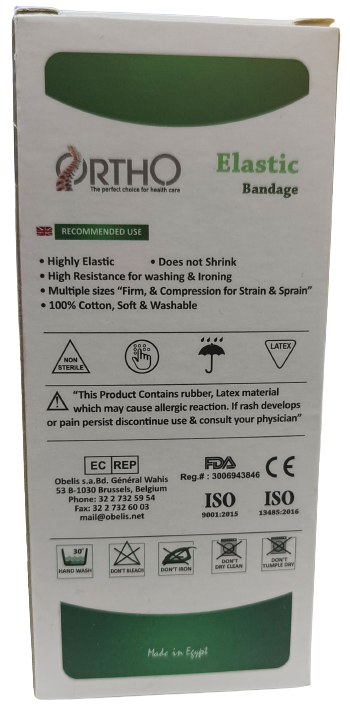 ORTHO
The perfect choice for health care
Elastic
Bandage
RECOMMENDED USE
• Highly Elastic • Does not Shrink
• High Resistance for washing & Ironing
• Multiple sizes “Firm, & Compression for Strain & Sprain”
• 100% Cotton, Soft & Washable
NON
STERILE
LATEX
“This Product Contains rubber, Latex material
which may cause allergic reaction. If rash develops
or pain persist discontinue use & consult your physician”
EC REP
Obelis s.a.Bd. Général Wahis
53 B-1030 Brussels, Belgium
Phone: 32 2 732 59 54
Fax: 32 2 732 60 03
mail@obelis.net
FDA
Reg.# : 3006943846
CE
ISO
9001:2015
ISO
13485:2016
30°
HAND WASH
DON'T BLEACH
DON'T IRON
DON'T
DRY CLEAN
DON'T
TUMPLE DRY
Made in Egypt